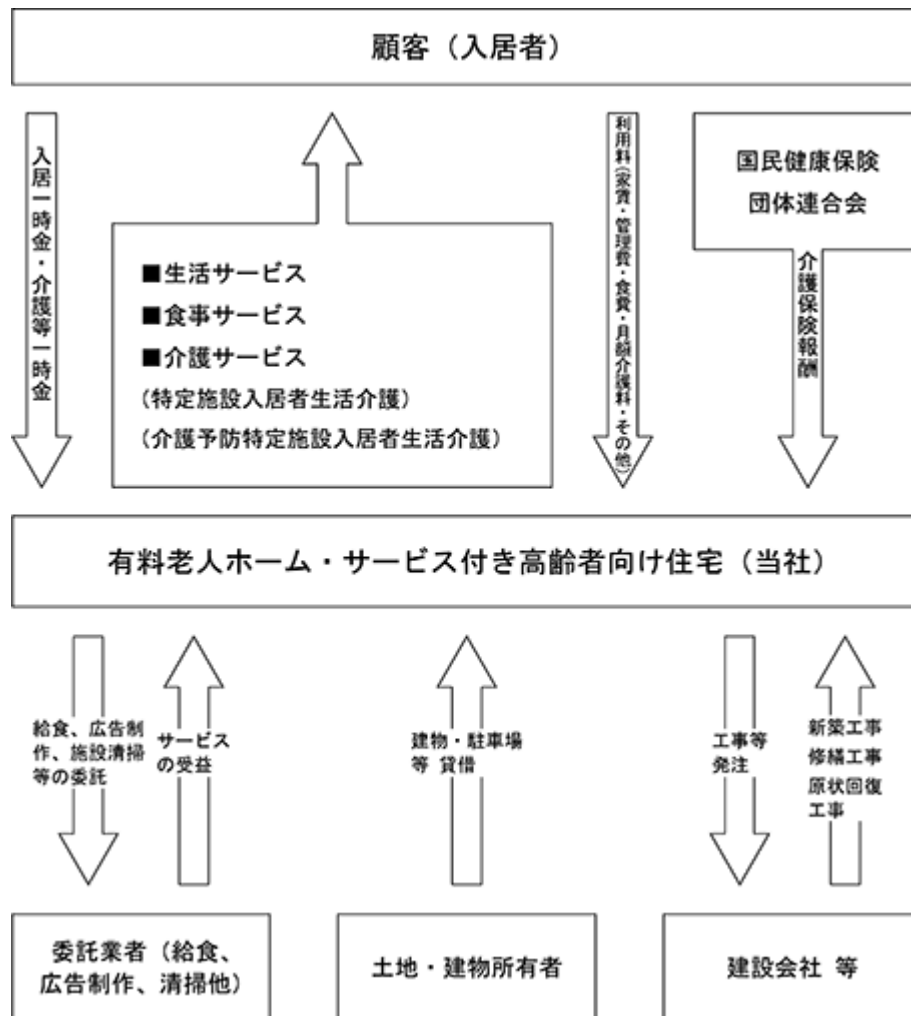 顧客（入居者）
入居一時金・介護等一時金
■生活サービス
■食事サービス
■介護サービス
（特定施設入居者生活介護）
（介護予防特定施設入居者生活介護）
利用料（家賃・管理費・食費・月額介護料・その他）
国民健康保険
団体連合会
介護保険報酬
有料老人ホーム・サービス付き高齢者向け住宅（当社）
給食、広告制
作、施設清掃
等の委託
サービス
の受益
建物・駐車場
等 貸借
工事等
発注
新築工事
修繕工事
原状回復
工事
委託業者（給食、
広告制作、清掃他）
土地・建物所有者
建設会社 等